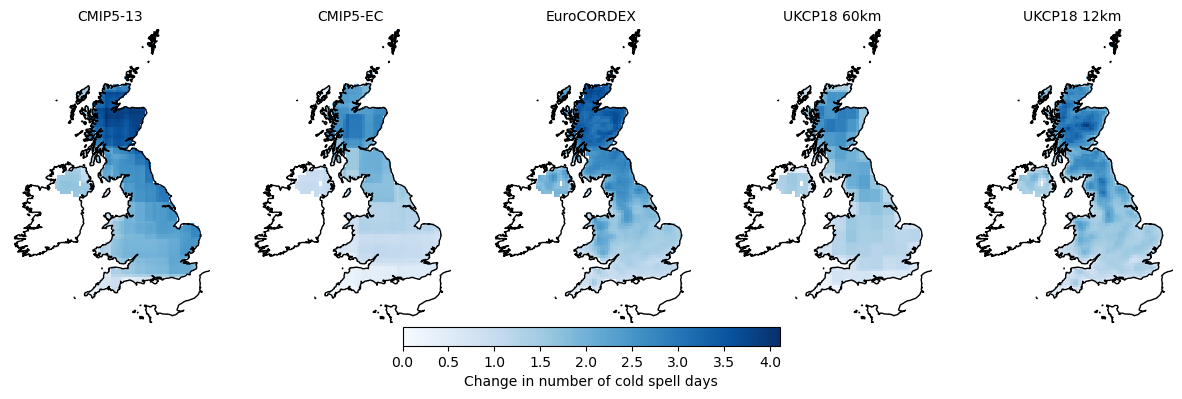 CMIP5-13 CMIP5-EC EuroCORDEX UKCP18 60km UKCP18 12km
0.0 0.5 1.0 1.5 2.0 2.5 3.0 3.5 4.0
Change in number of cold spell days